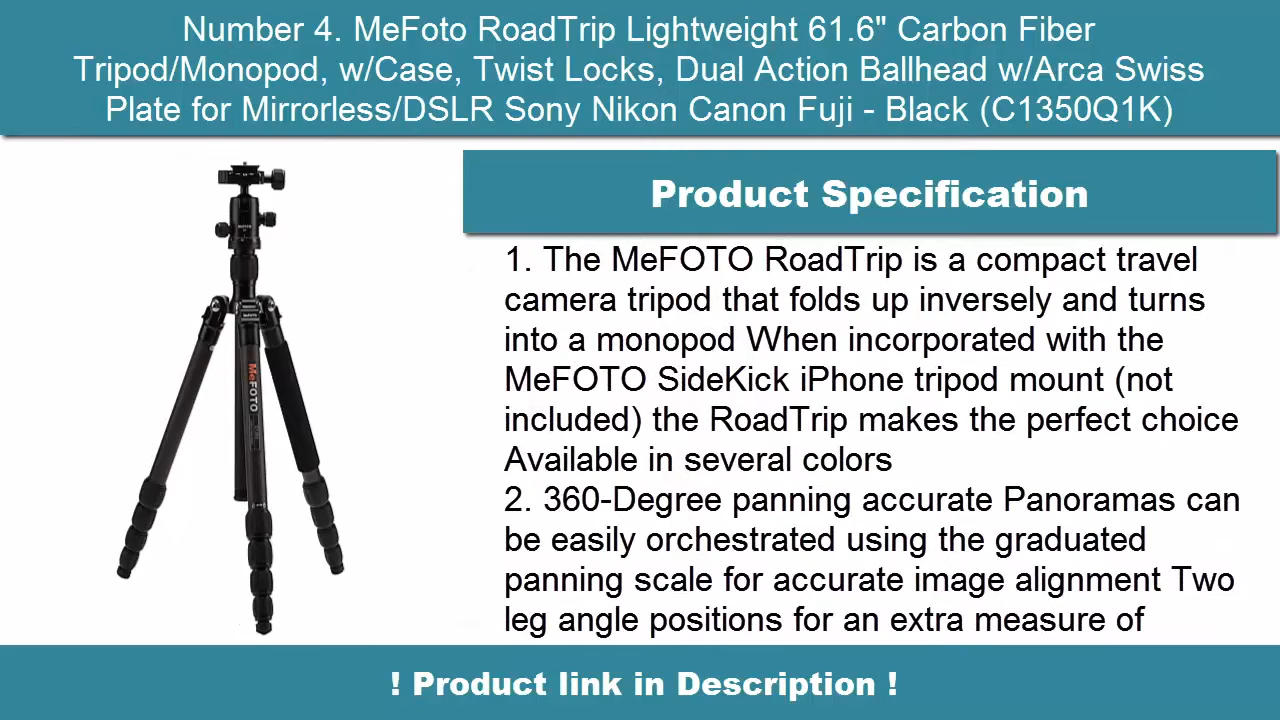 Number 4. MeFoto RoadTrip Lightweight 61.6" Carbon Fiber
Tripod/Monopod, w/Case, Twist Locks, Dual Action Ballhead w/Arca Swiss
Plate for Mirrorless/DSLR Sony Nikon Canon Fuji - Black (C1350Q1K)
Product Specification
1. The MeFOTO RoadTrip is a compact travel
camera tripod that folds up inversely and turns
into a monopod When incorporated with the
MeFOTO SideKick iPhone tripod mount (not
included) the RoadTrip makes the perfect choice
Available in several colors
2. 360-Degree panning accurate Panoramas can
be easily orchestrated using the graduated
panning scale for accurate image alignment Two
leg angle positions for an extra measure of
MeFOTO
! Product link in Description !